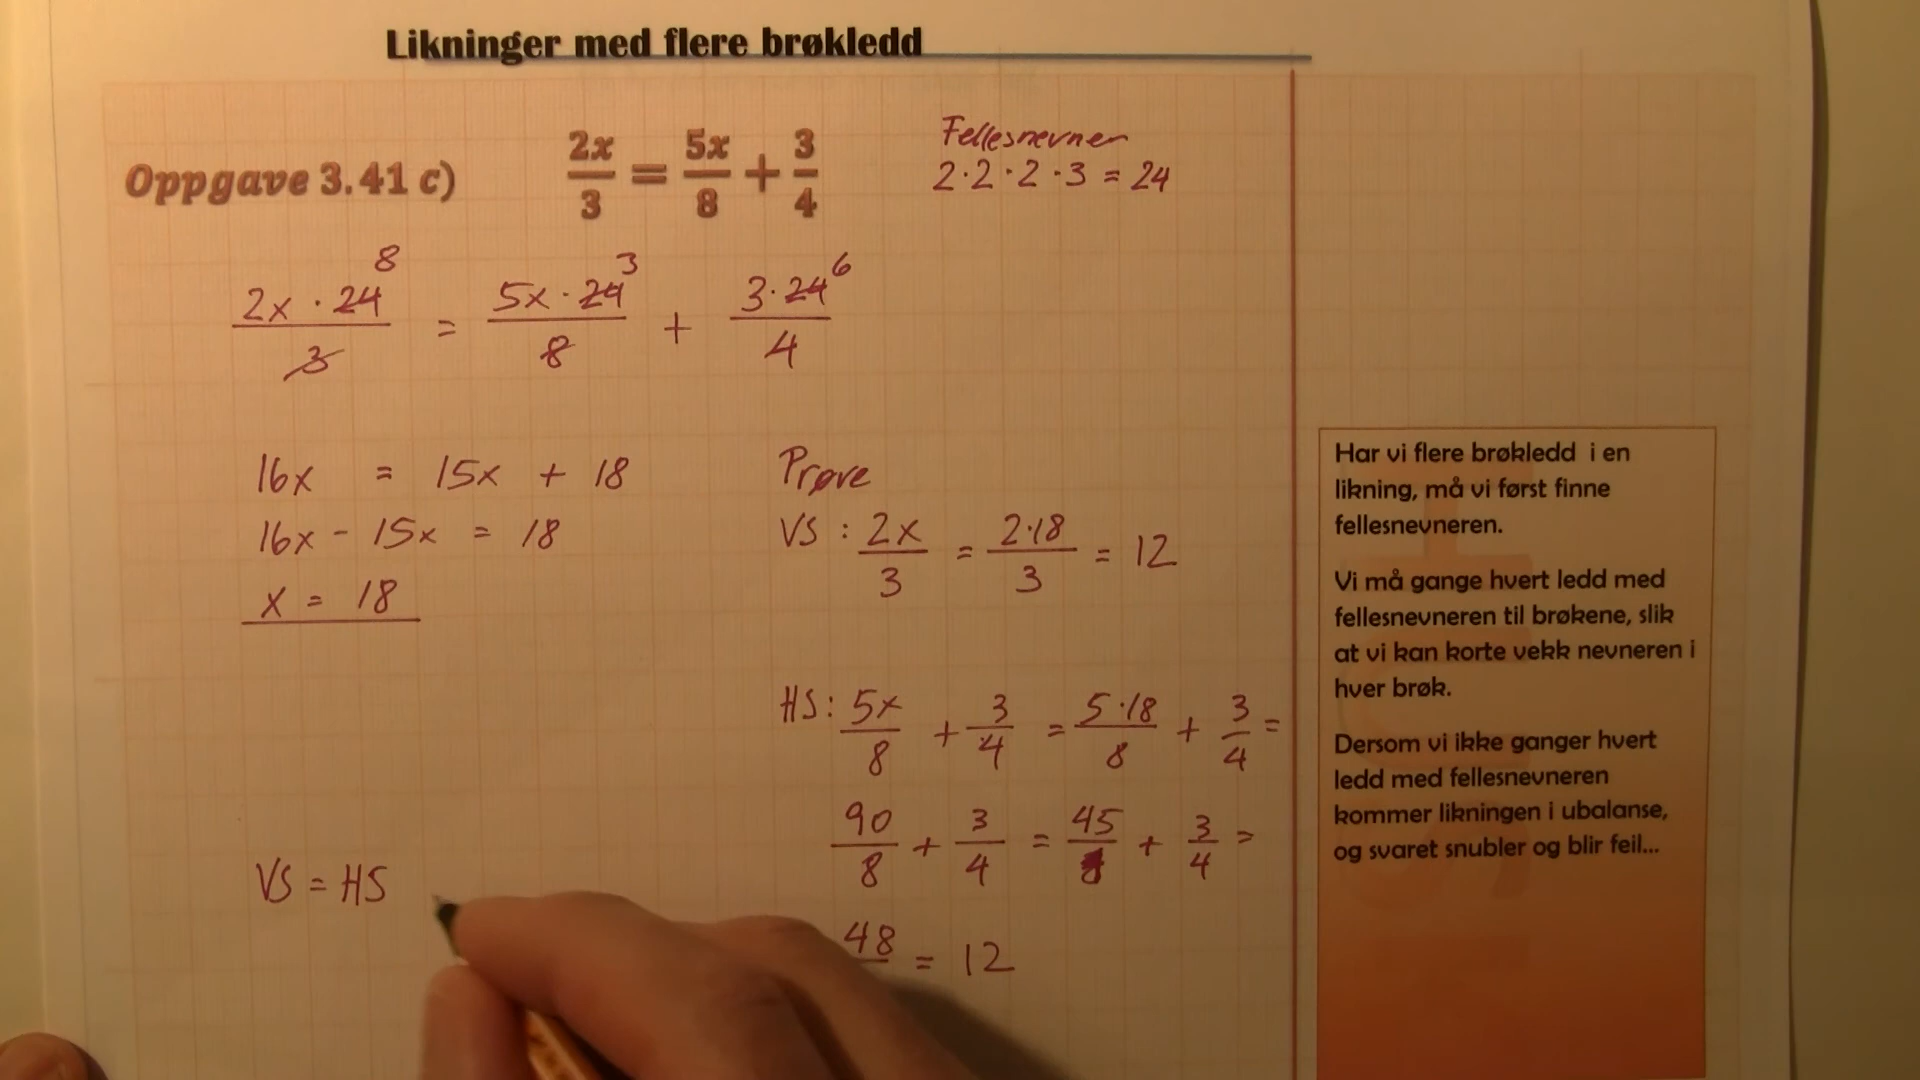 Likninger med flere brøkledd
Oppgave 3.41 c) 2x/3 = 5x/8 + 3/4
Fellesnevner
2·2·2·3 = 24
2x·24/3 8 = 5x·24/8 3 + 3·24/4 6
16x = 15x + 18
16x - 15x = 18
x = 18
Prøve
VS: 2x/3 = 2·18/3 = 12
HS: 5x/8 + 3/4 = 5·18/8 + 3/4 =
90/8 + 3/4 = 45/ + 3/4 =
48 = 12
VS = HS
Har vi flere brøkledd i en
likning, må vi først finne
fellesnevneren.
Vi må gange hvert ledd med
fellesnevneren til brøkene, slik
at vi kan korte vekk nevneren i
hver brøk.
Dersom vi ikke ganger hvert
ledd med fellesnevneren
kommer likningen i ubalanse,
og svaret snubler og blir feil...